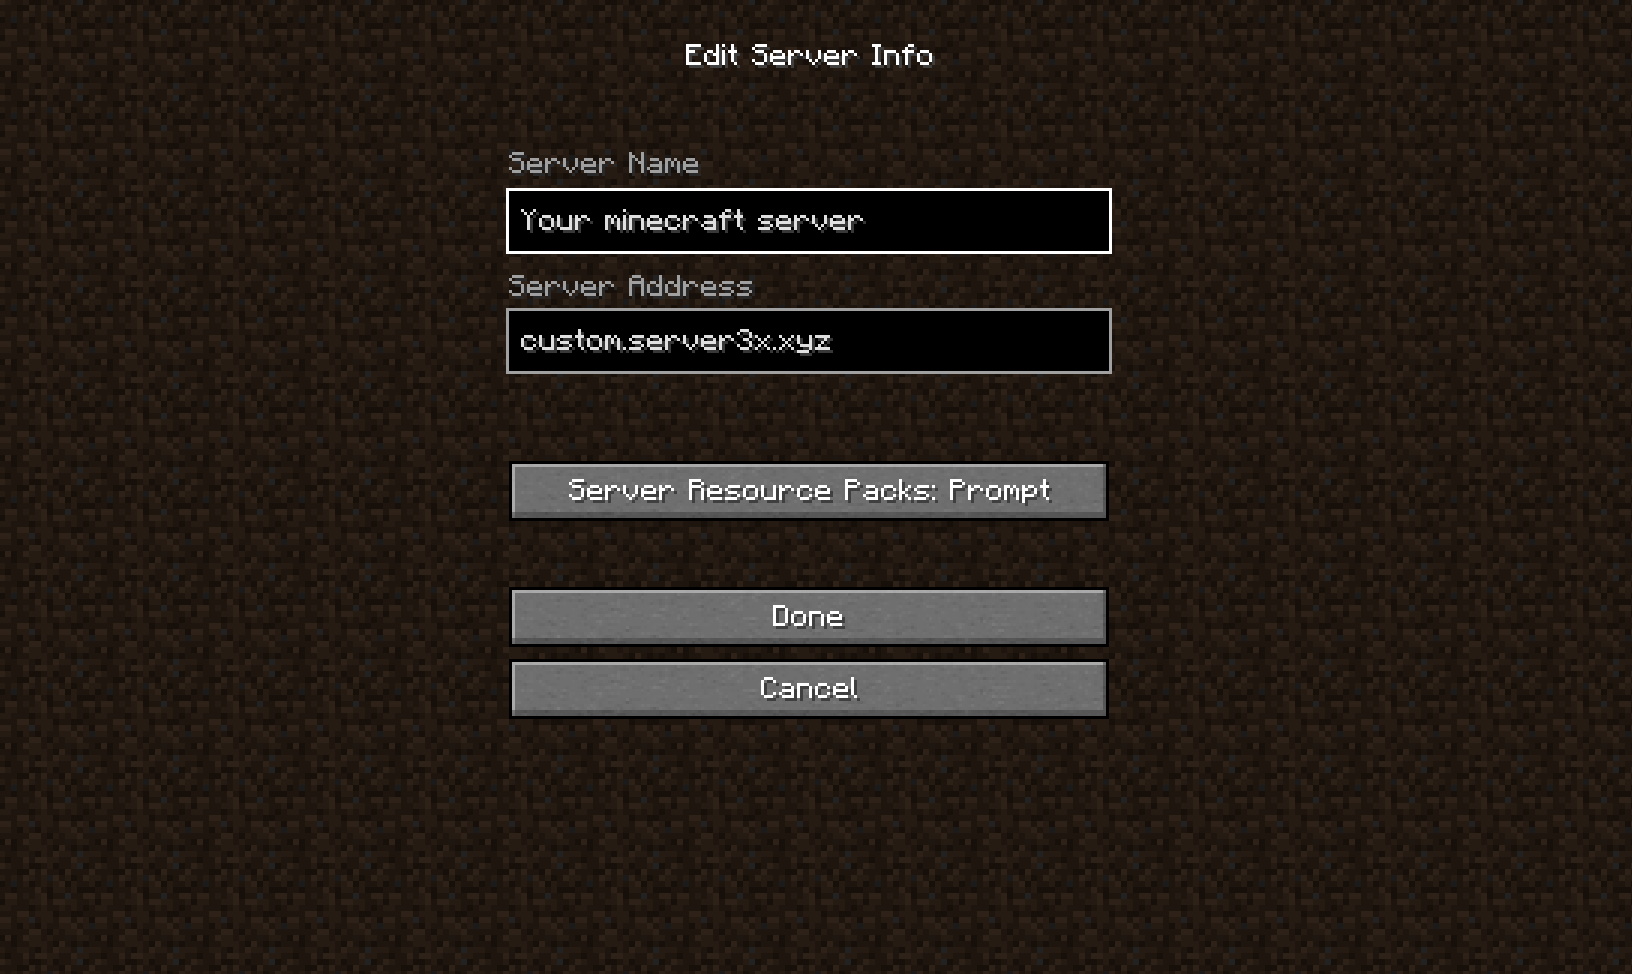 Edit Server Info
Server Name
Your minecraft server
Server Address
custom.server3x.xyz
Server Resource Packs: Prompt
Done
Cancel